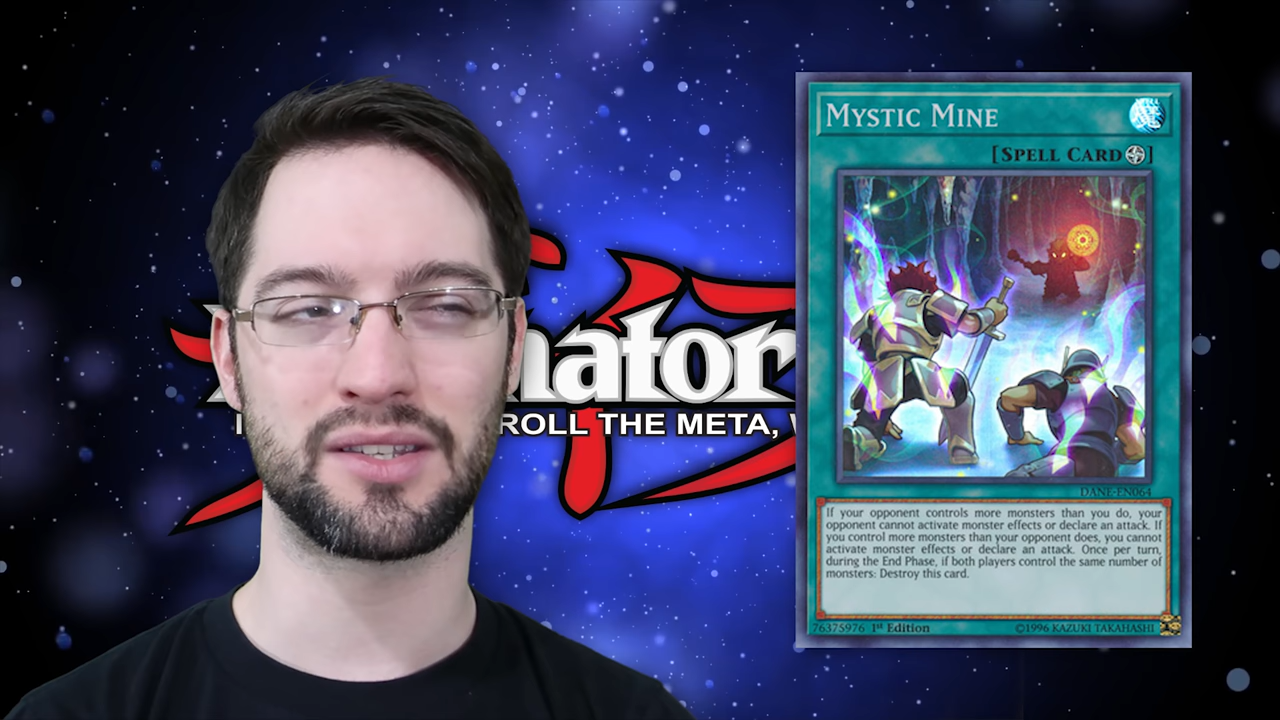 MYSTIC MINE
[SPELL CARD]
nator
ROLL THE META,
DANE-EN064
If your opponent controls more monsters than you do, your
opponent cannot activate monster effects or declare an attack. If
you control more monsters than your opponent does, you cannot
activate monster effects or declare an attack. Once per turn,
during the End Phase, if both players control the same number of
monsters: Destroy this card.
76375976 1st Edition ©1996 KAZUKI TAKAHASHI